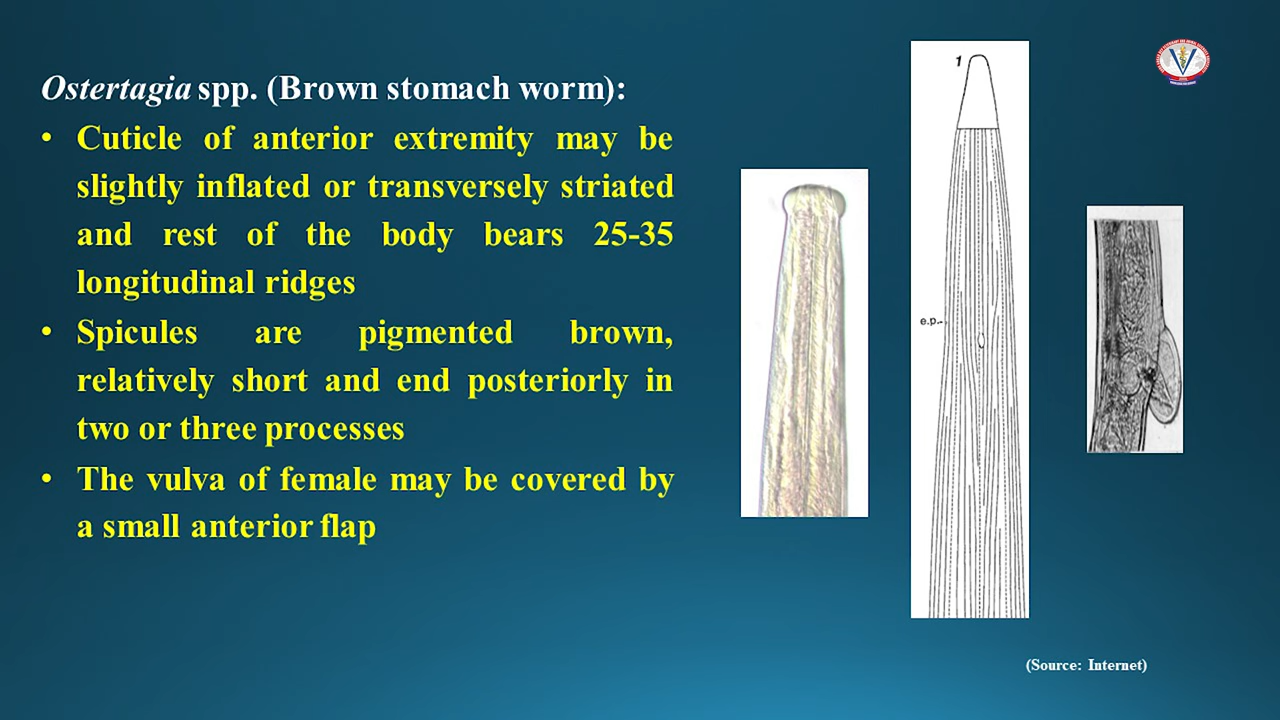 Ostertagia spp. (Brown stomach worm):
• Cuticle of anterior extremity may be
slightly inflated or transversely striated
and rest of the body bears 25-35
longitudinal ridges
• Spicules are pigmented brown,
relatively short and end posteriorly in
two or three processes
• The vulva of female may be covered by
a small anterior flap
1
e.p.-
V
(Source: Internet)